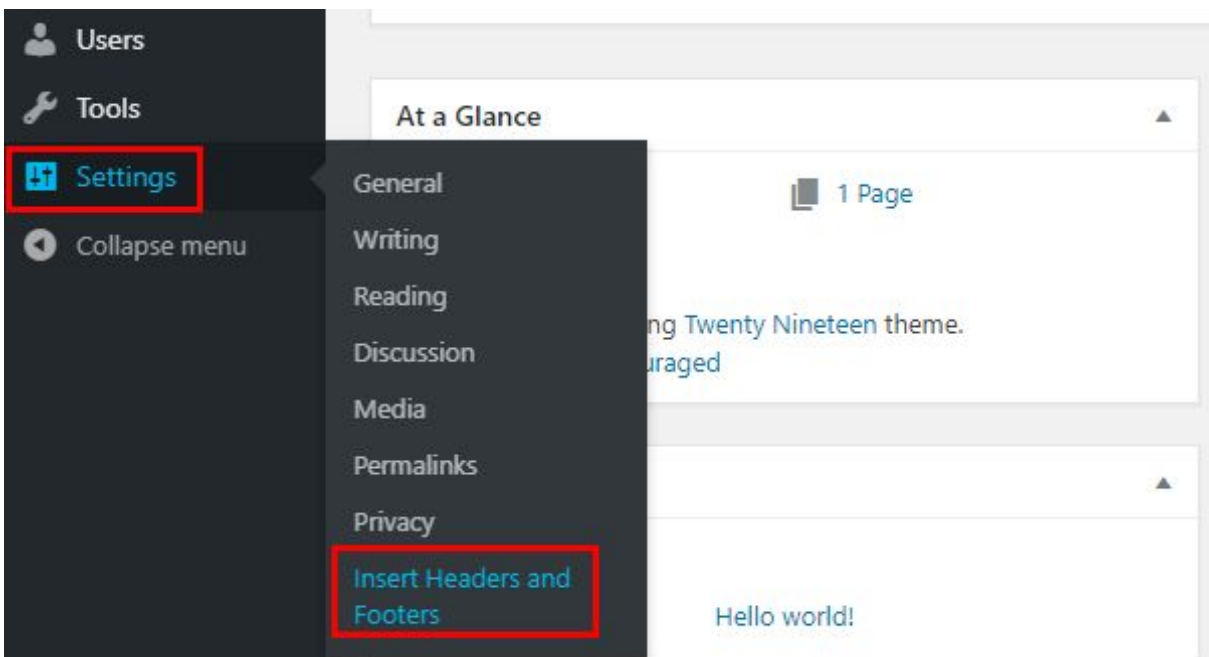 Users
Tools
Settings
Collapse menu
General
Writing
Reading
Discussion
Media
Permalinks
Privacy
Insert Headers and
Footers
At a Glance
1 Page
ng Twenty Nineteen theme.
uraged
Hello world!